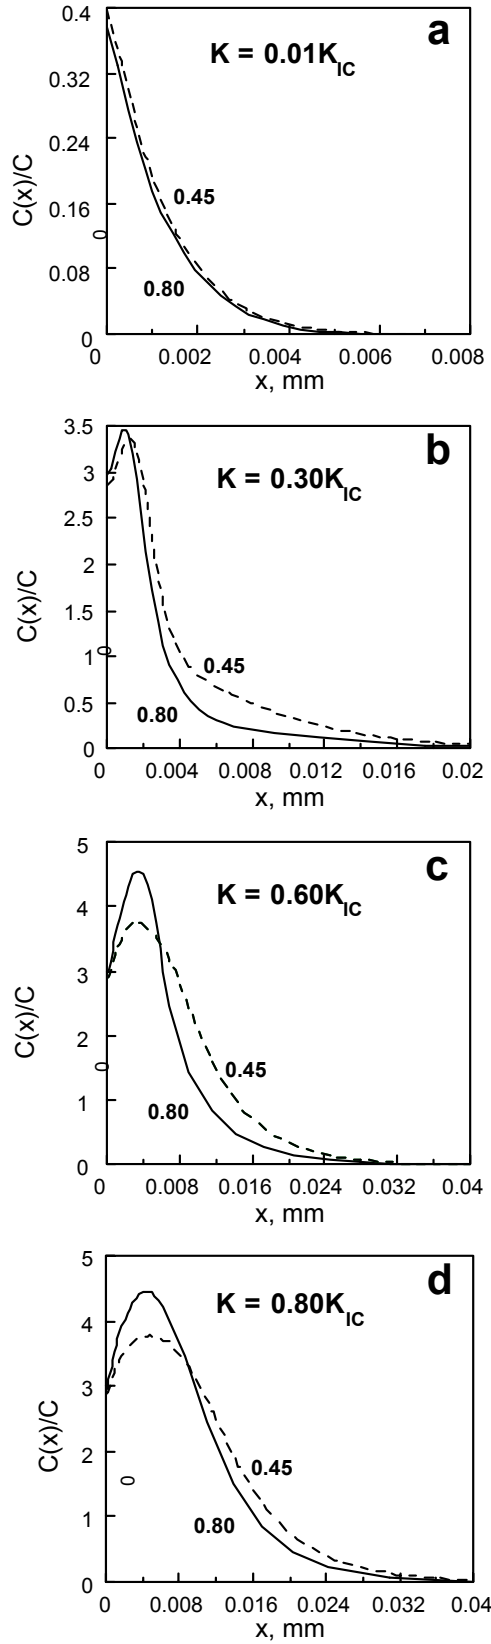 0.4
a
K = 0.01K_IC
0.32
0.24
C(x)/C
0
0.16
0.45
0.08
0.80
0
0 0.002 0.004 0.006 0.008
x, mm
3.5
b
3
K = 0.30K_IC
2.5
2
C(x)/C
0
1.5
1
0.45
0.5
0.80
0
0 0.004 0.008 0.012 0.016 0.02
x, mm
5
c
4
K = 0.60K_IC
3
C(x)/C
0
2
0.45
1
0.80
0
0 0.008 0.016 0.024 0.032 0.04
x, mm
5
d
K = 0.80K_IC
4
3
C(x)/C
0
2
0.45
1
0.80
0
0 0.008 0.016 0.024 0.032 0.04
x, mm